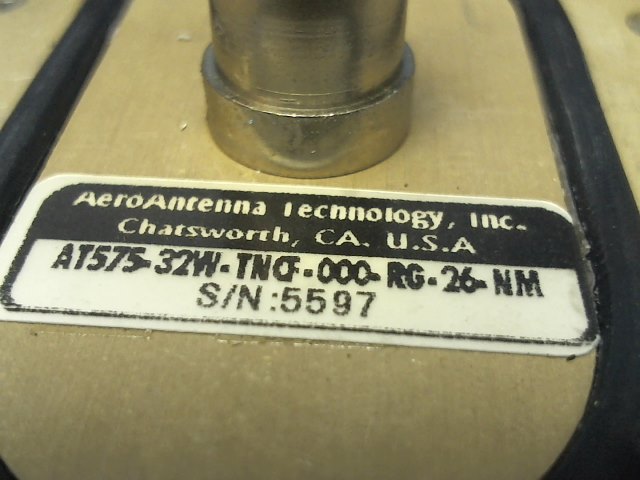 AeroAntenna Technology, Inc.
Chatsworth, CA. U.S.A
AT575-32W-TNCF-000-RG-26-NM
S/N:5597